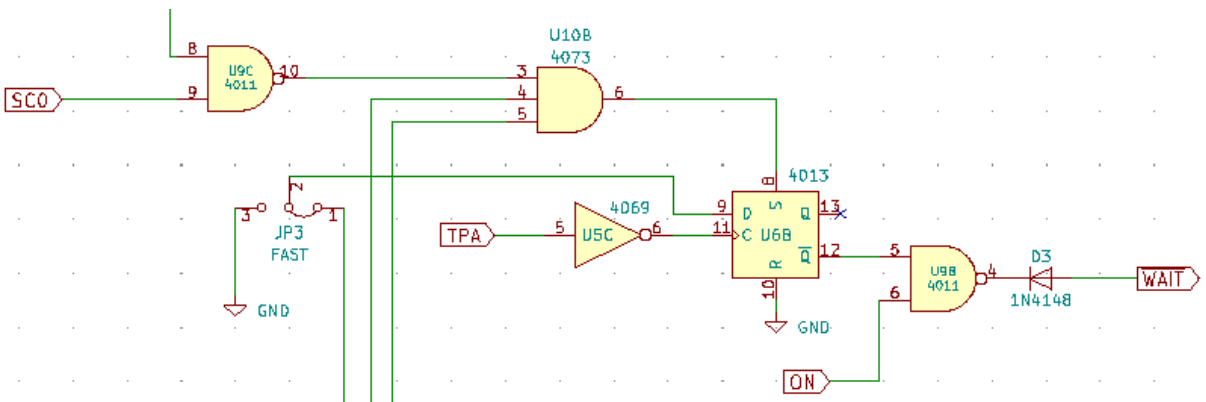 U10B
4073
8
U9C
4011
10
9
SC0
3
4
5
6
2
3
1
JP3
FAST
GND
TPA
5
4069
U5C
6
4013
8
S
9
D
Q
13
11
C
U6B
Q
12
R
10
GND
5
U9B
4011
4
6
D3
1N4148
WAIT
ON